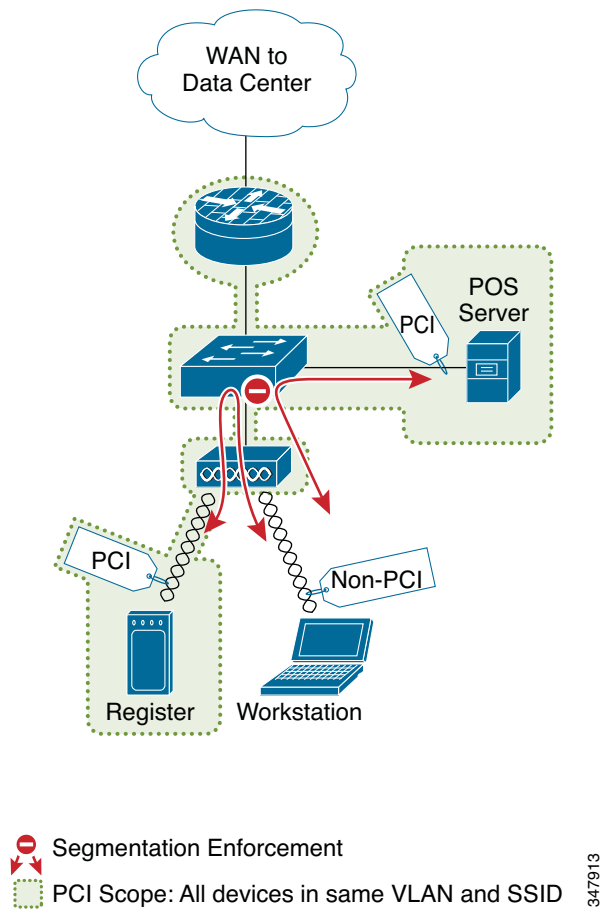 WAN to
Data Center
POS
Server
PCI
PCI
Non-PCI
Register
Workstation
Segmentation Enforcement
PCI Scope: All devices in same VLAN and SSID
347913